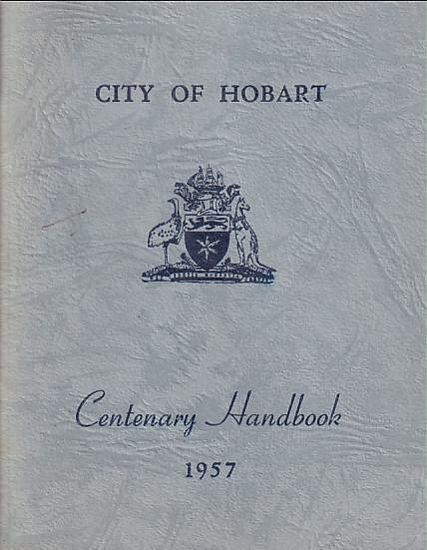 CITY OF HOBART
Centenary Handbook
1957